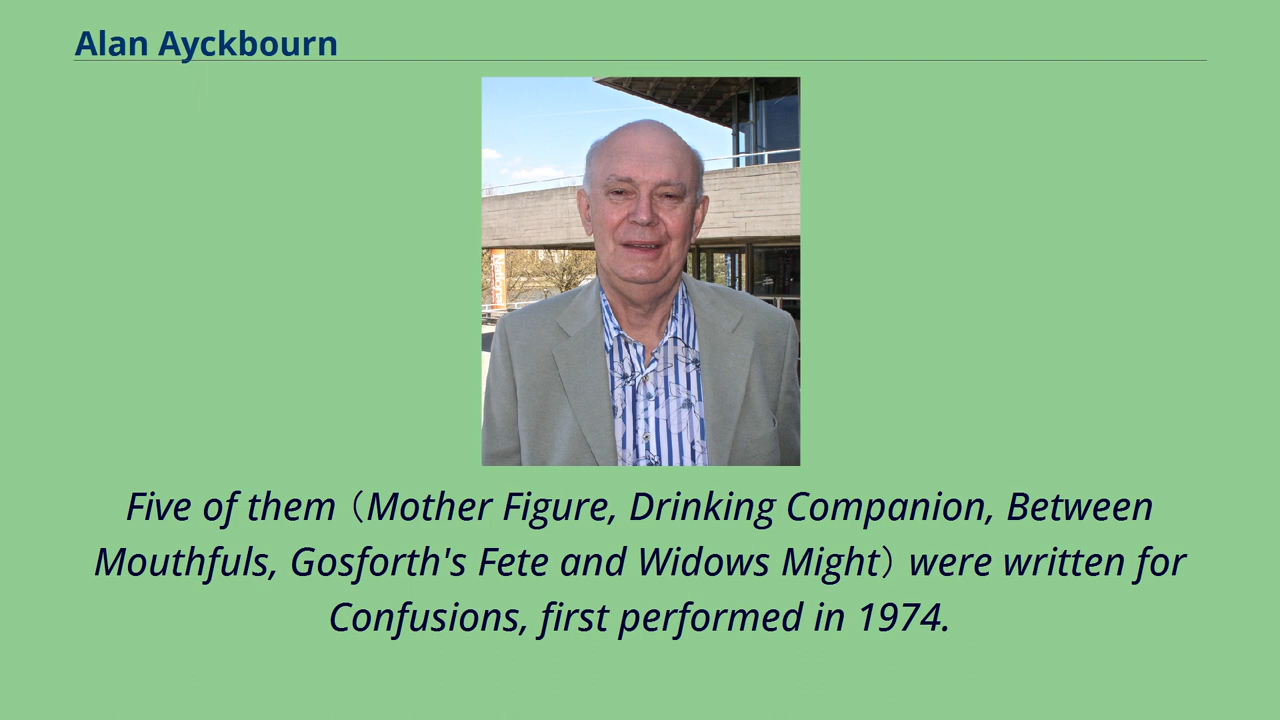 Alan Ayckbourn
Five of them（Mother Figure, Drinking Companion, Between
Mouthfuls, Gosforth's Fete and Widows Might）were written for
Confusions, first performed in 1974.